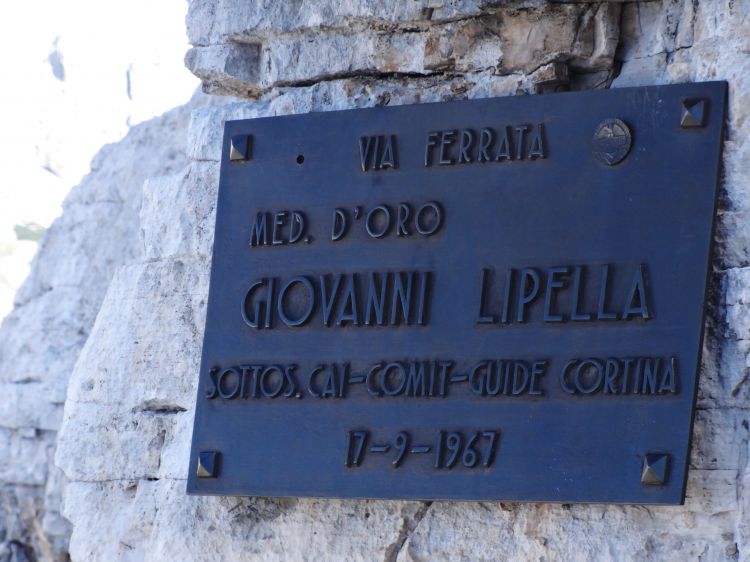 VIA FERRATA
MED. D'ORO
GIOVANNI LIPELLA
SOTTOS. CAI-COMIT-GUIDE CORTINA
17-9-1967